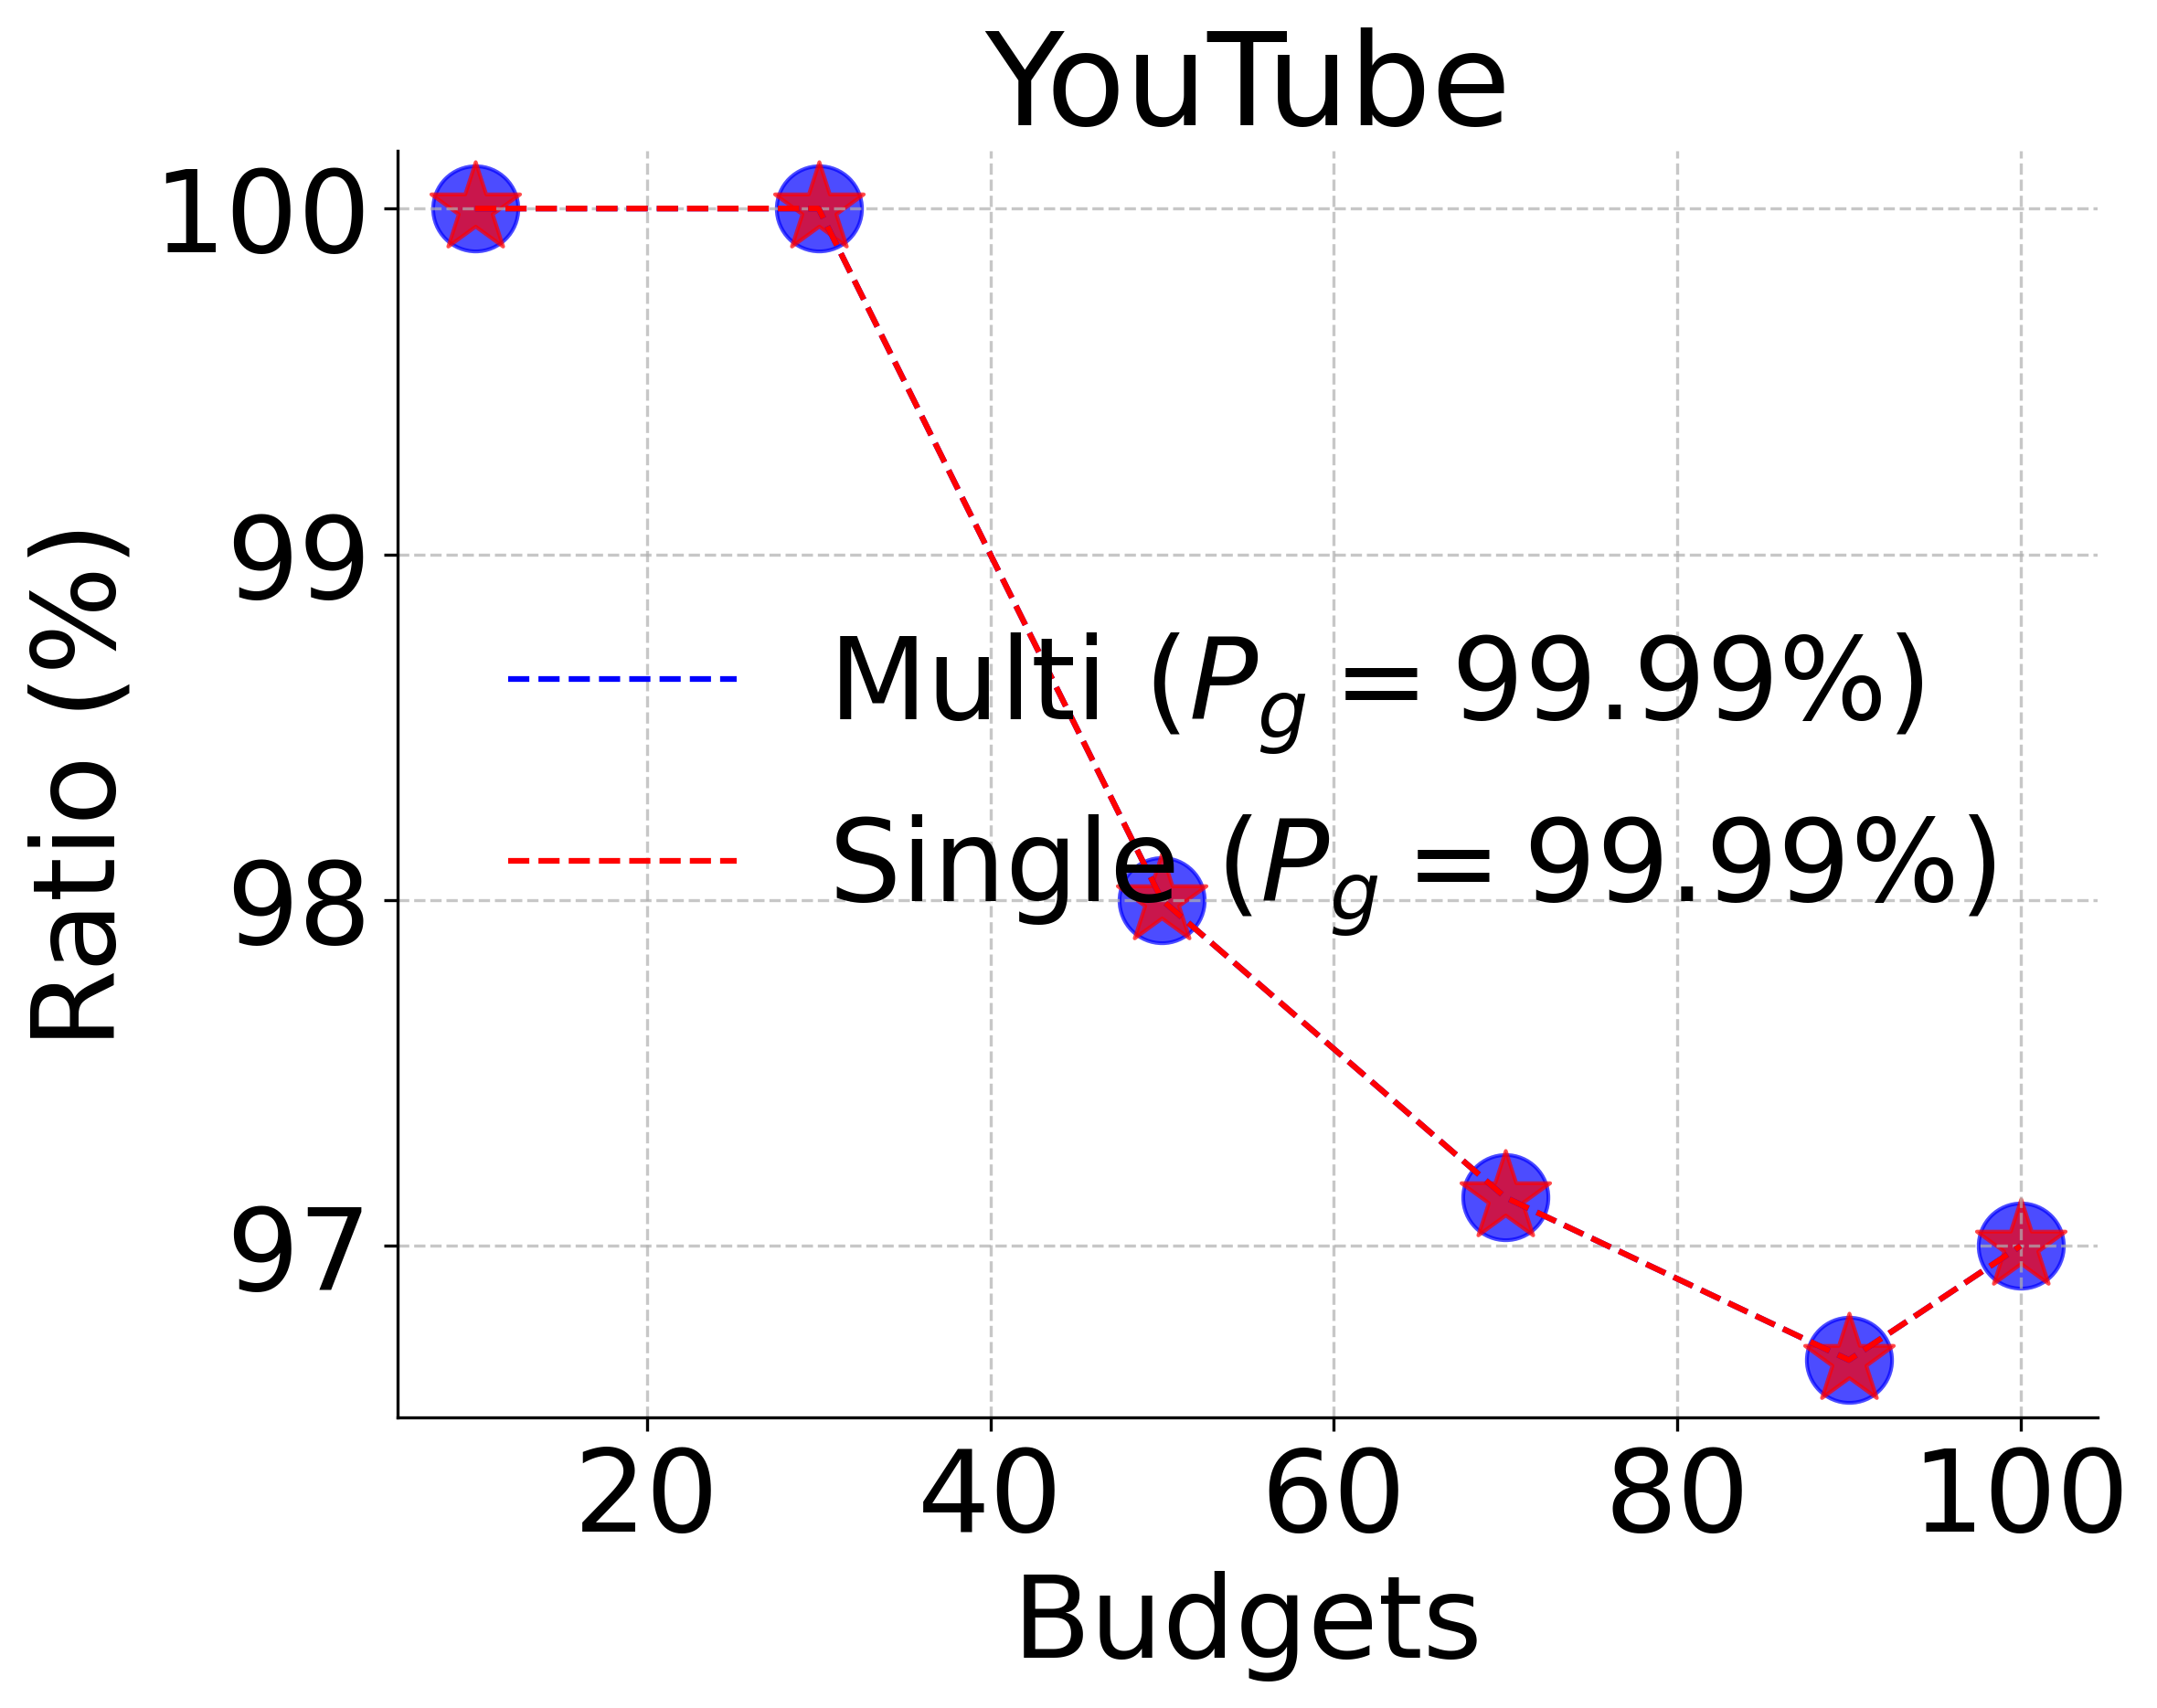 YouTube
100
99
98
97
Ratio (%)
Multi (P_g = 99.99%)
Single (P_g = 99.99%)
20 40 60 80 100
Budgets